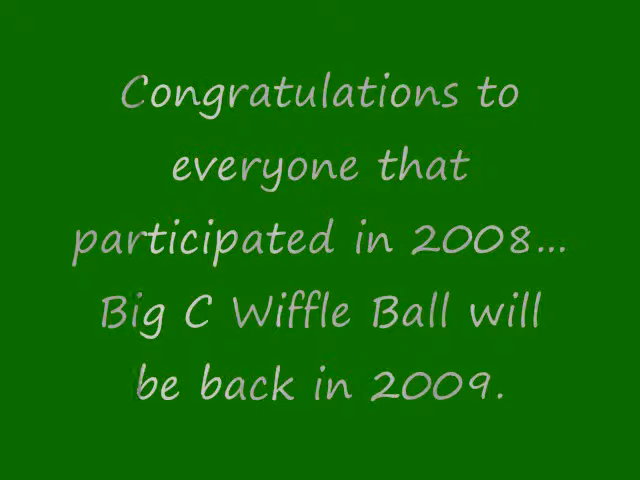 Congratulations to
everyone that
participated in 2008...
Big C Wiffle Ball will
be back in 2009.